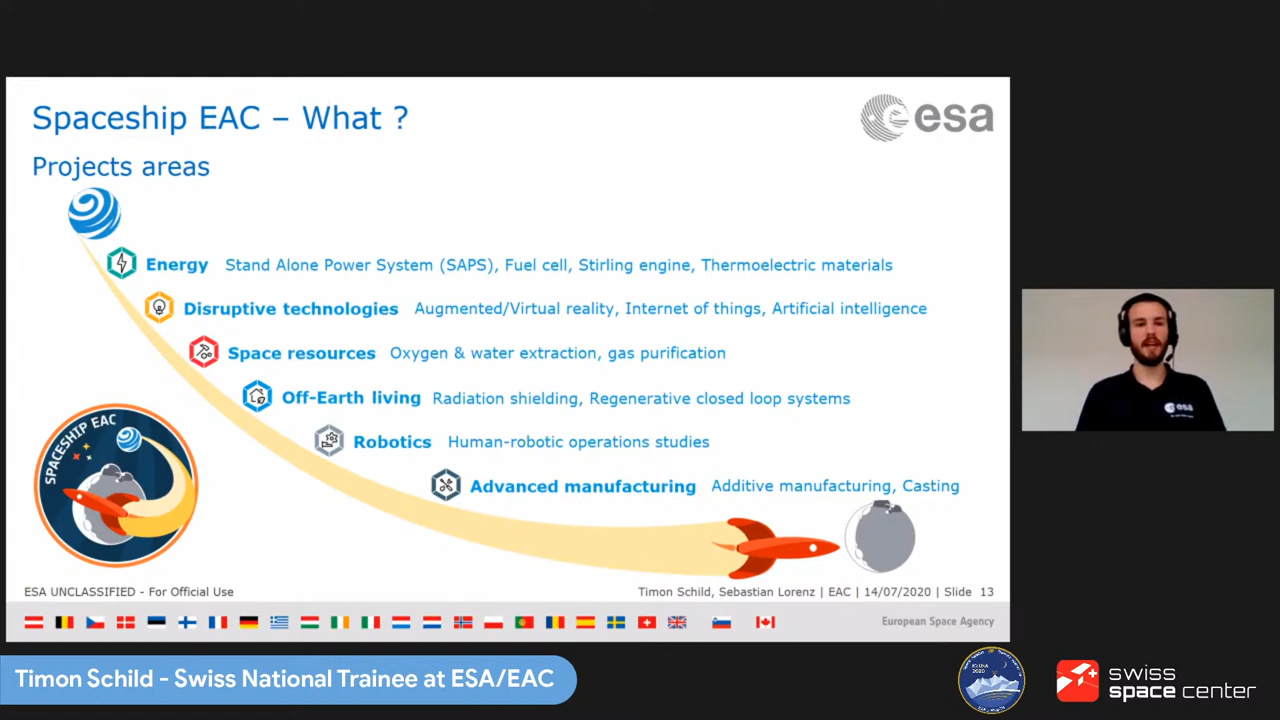 Spaceship EAC – What ?
esa
Projects areas
Energy Stand Alone Power System (SAPS), Fuel cell, Stirling engine, Thermoelectric materials
Disruptive technologies Augmented/Virtual reality, Internet of things, Artificial intelligence
Space resources Oxygen & water extraction, gas purification
Off-Earth living Radiation shielding, Regenerative closed loop systems
Robotics Human-robotic operations studies
Advanced manufacturing Additive manufacturing, Casting
SPACESHIP EAC
esa
ESA UNCLASSIFIED - For Official Use
Timon Schild, Sebastian Lorenz | EAC | 14/07/2020 | Slide 13
European Space Agency
Timon Schild - Swiss National Trainee at ESA/EAC
swiss
space center